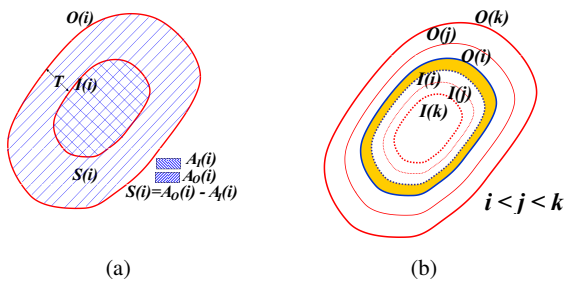 O(i)
T
I(i)
S(i)
A_I(i)
A_O(i)
S(i)=A_O(i) - A_I(i)
(a)
O(k)
O(j)
O(i)
I(i)
I(j)
I(k)
i < j < k
(b)